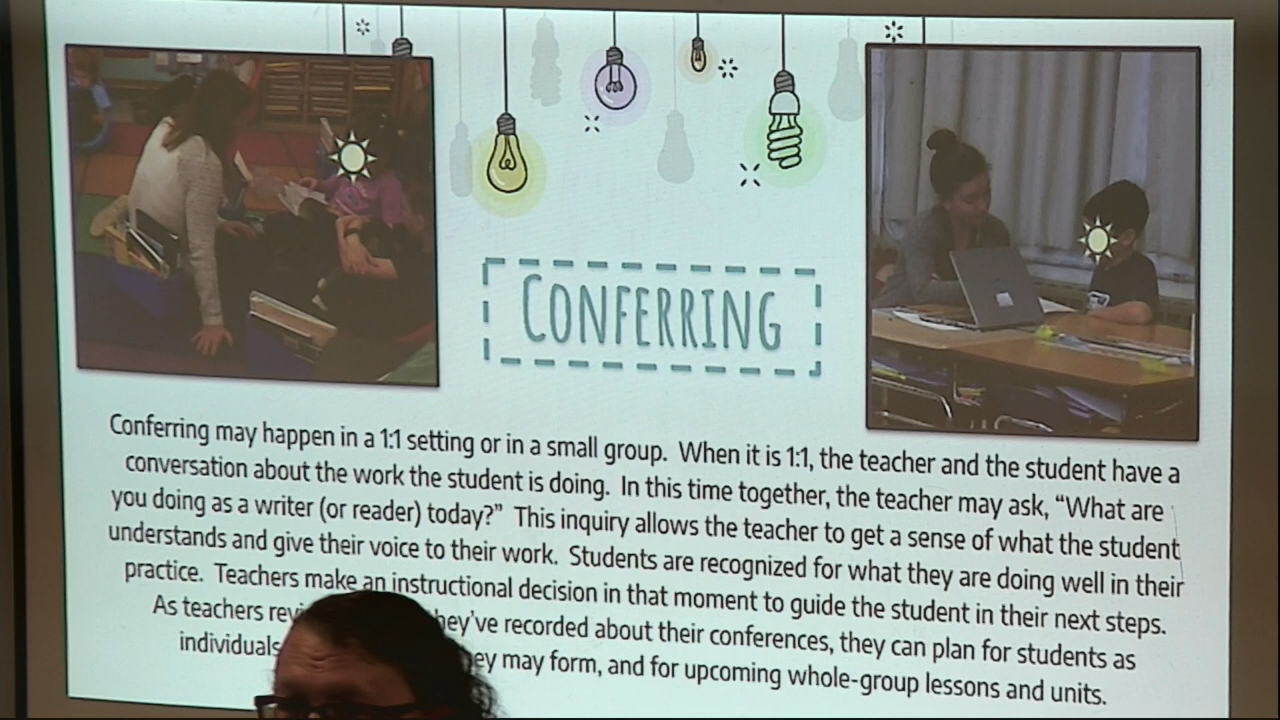 CONFERRING
Conferring may happen in a 1:1 setting or in a small group. When it is 1:1, the teacher and the student have a
conversation about the work the student is doing. In this time together, the teacher may ask, “What are
you doing as a writer (or reader) today?” This inquiry allows the teacher to get a sense of what the student
understands and give their voice to their work. Students are recognized for what they are doing well in their
practice. Teachers make an instructional decision in that moment to guide the student in their next steps.
As teachers they've recorded about their conferences, they can plan for students as
individuals may form, and for upcoming whole-group lessons and units.